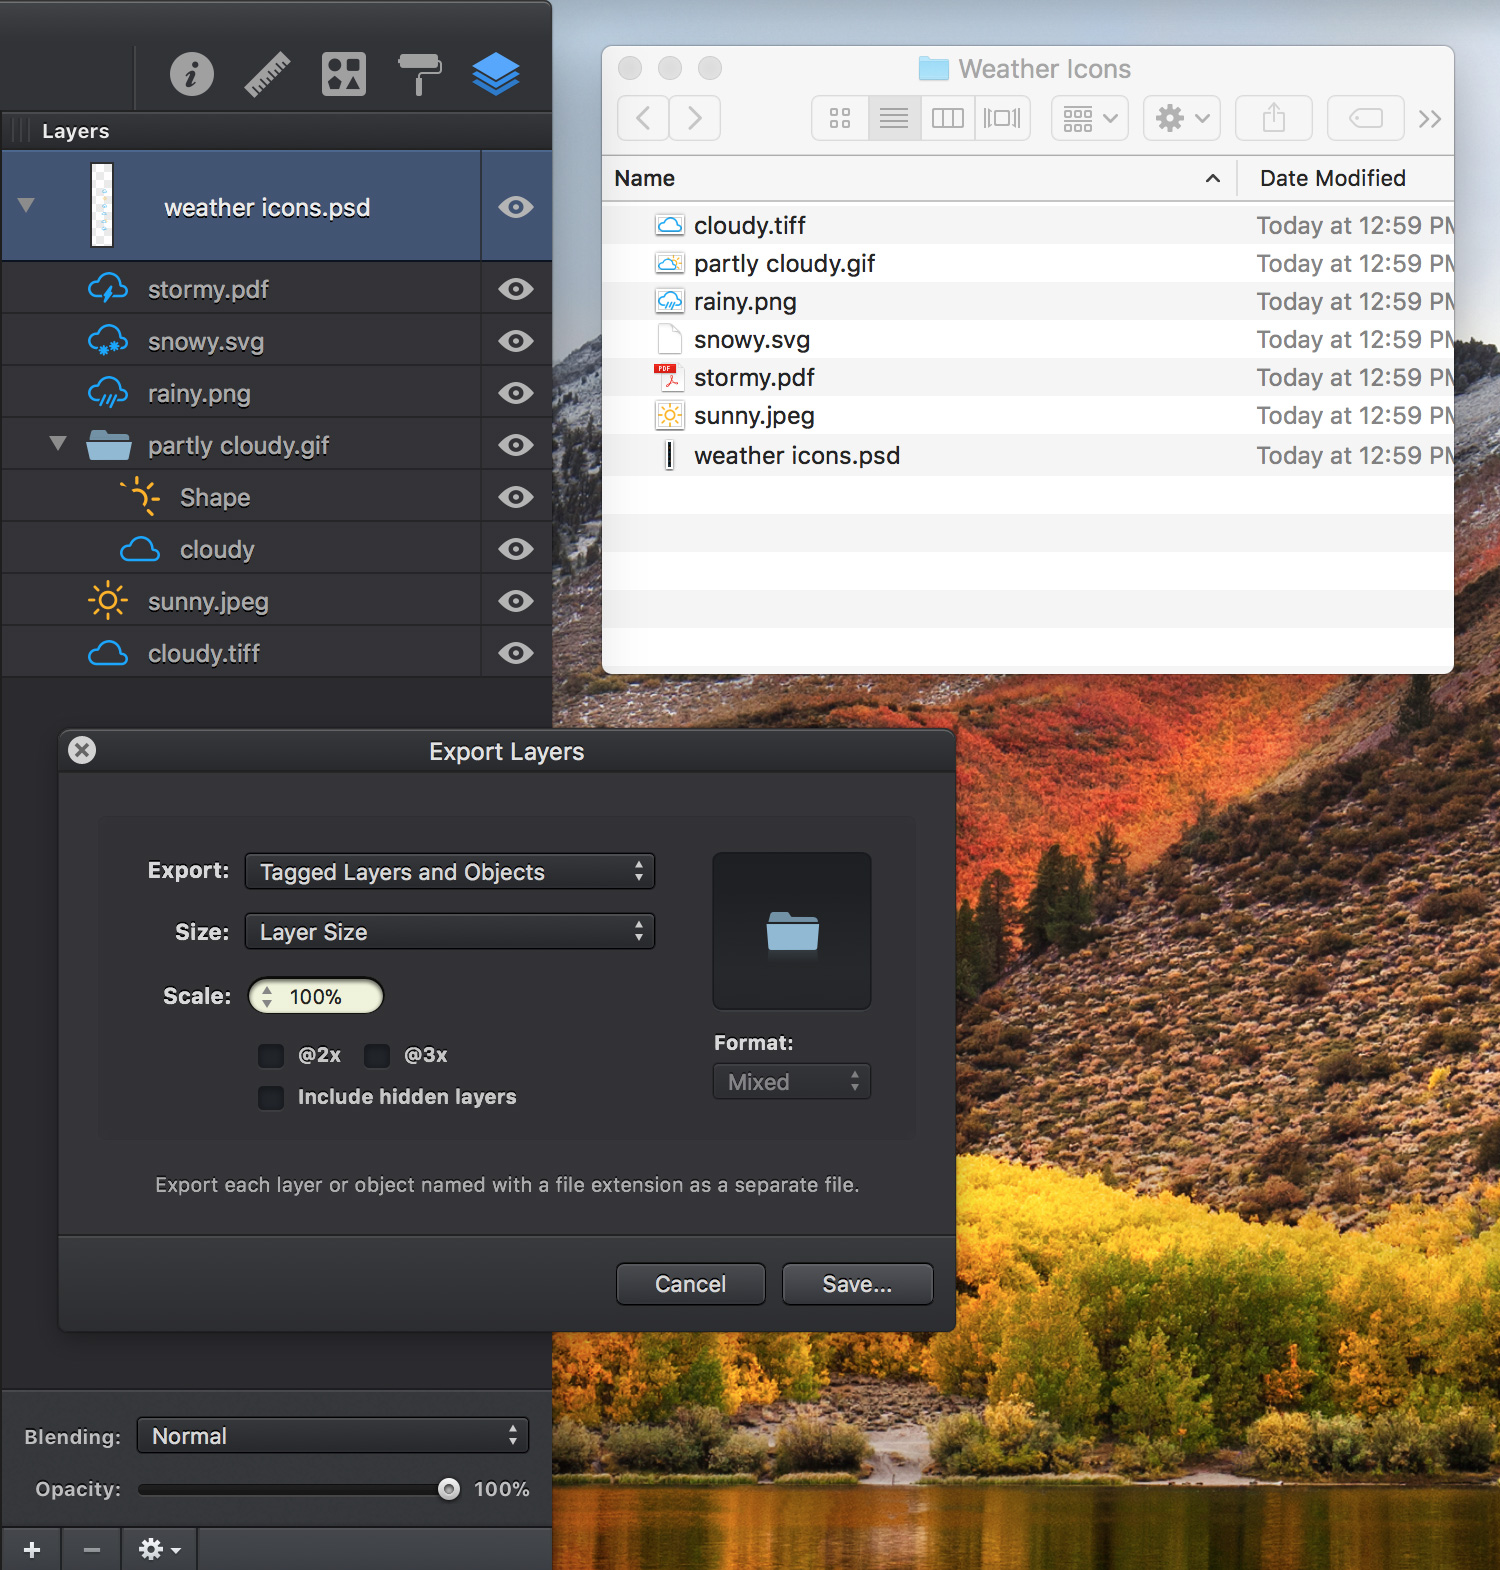 Layers
weather icons.psd
stormy.pdf
snowy.svg
rainy.png
partly cloudy.gif
Shape
cloudy
sunny.jpeg
cloudy.tiff
Weather Icons
Name
Date Modified
cloudy.tiff
Today at 12:59 PM
partly cloudy.gif
Today at 12:59 PM
rainy.png
Today at 12:59 PM
snowy.svg
Today at 12:59 PM
PDF
stormy.pdf
Today at 12:59 PM
sunny.jpeg
Today at 12:59 PM
weather icons.psd
Today at 12:59 PM
Export Layers
Export:
Tagged Layers and Objects
Size:
Layer Size
Scale:
100%
@2x
@3x
Include hidden layers
Format:
Mixed
Export each layer or object named with a file extension as a separate file.
Cancel
Save...
Blending:
Normal
Opacity:
100%